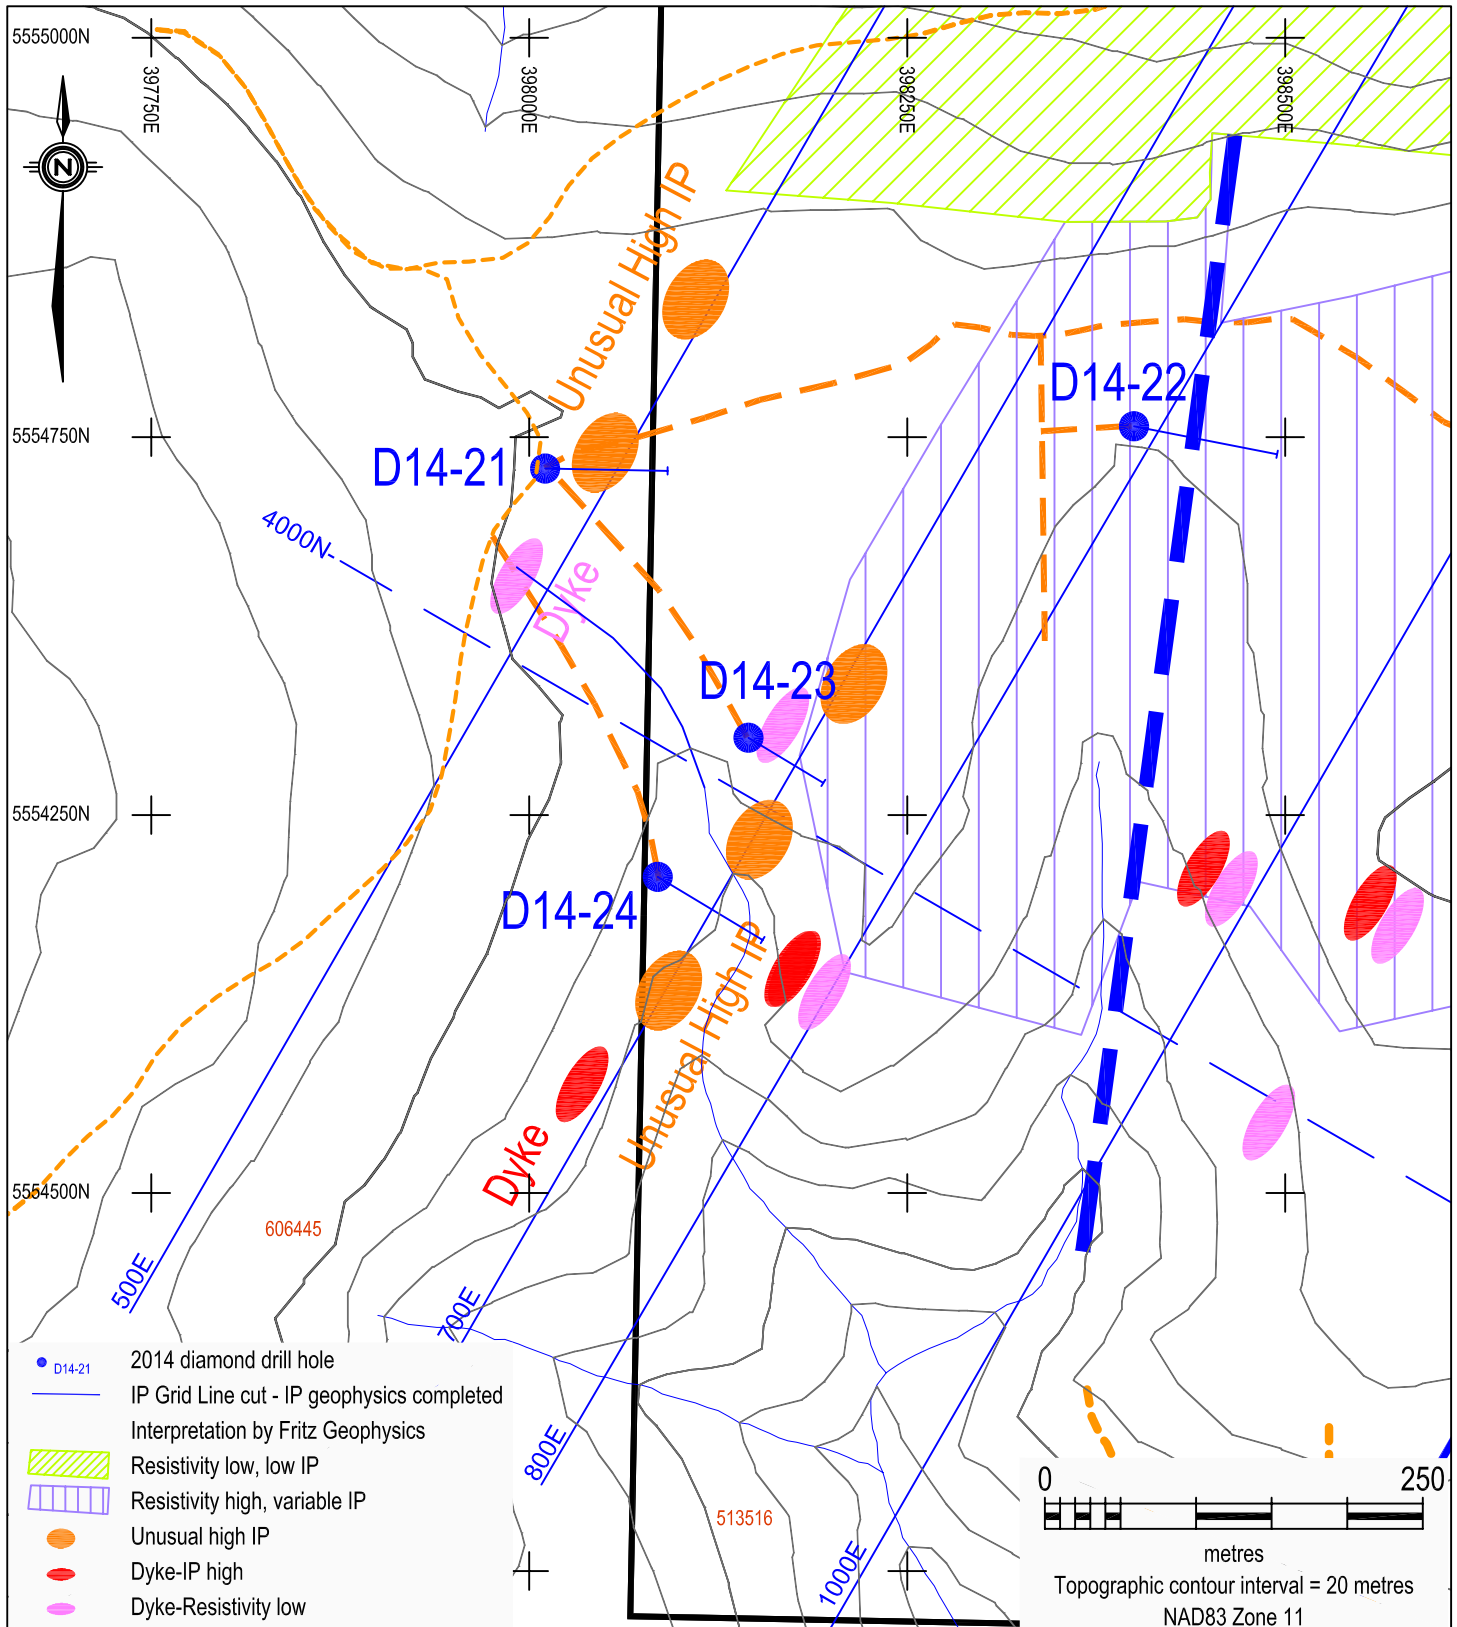 5555000N
397750E
398000E
398250E
39850E
N
Unusual High IP
D14-22
5554750N
D14-21
4000N-
Dyke
D14-23
5554250N
D14-24
Unusual High IP
Dyke
5554500N
606445
500E
700E
800E
513516
1000E
D14-21 2014 diamond drill hole
IP Grid Line cut - IP geophysics completed
Interpretation by Fritz Geophysics
Resistivity low, low IP
Resistivity high, variable IP
Unusual high IP
Dyke-IP high
Dyke-Resistivity low
0 250
metres
Topographic contour interval = 20 metres
NAD83 Zone 11